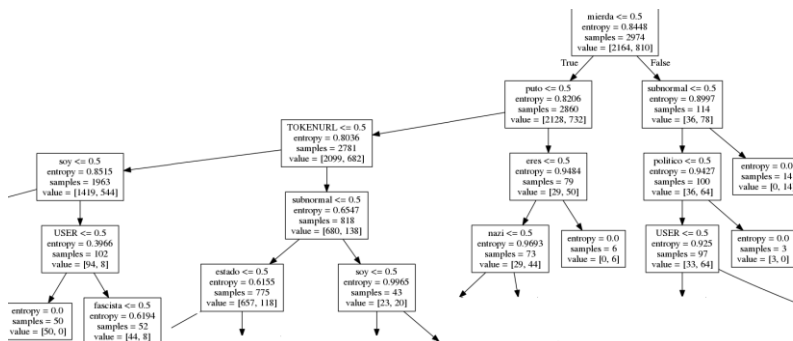 mierda <= 0.5
entropy = 0.8448
samples = 2974
value = [2164, 810]
True
False
puto <= 0.5
entropy = 0.8206
samples = 2860
value = [2128, 732]
subnormal <= 0.5
entropy = 0.8997
samples = 114
value = [36, 78]
TOKENURL <= 0.5
entropy = 0.8036
samples = 2781
value = [2099, 682]
soy <= 0.5
entropy = 0.8515
samples = 1963
value = [1419, 544]
eres <= 0.5
entropy = 0.9484
samples = 79
value = [29, 50]
politico <= 0.5
entropy = 0.9427
samples = 100
value = [36, 64]
entropy = 0.0
samples = 14
value = [0, 14]
subnormal <= 0.5
entropy = 0.6547
samples = 818
value = [680, 138]
USER <= 0.5
entropy = 0.3966
samples = 102
value = [94, 8]
nazi <= 0.5
entropy = 0.9693
samples = 73
value = [29, 44]
entropy = 0.0
samples = 6
value = [0, 6]
USER <= 0.5
entropy = 0.925
samples = 97
value = [33, 64]
entropy = 0.0
samples = 3
value = [3, 0]
estado <= 0.5
entropy = 0.6155
samples = 775
value = [657, 118]
soy <= 0.5
entropy = 0.9965
samples = 43
value = [23, 20]
entropy = 0.0
samples = 50
value = [50, 0]
fascista <= 0.5
entropy = 0.6194
samples = 52
value = [44, 8]